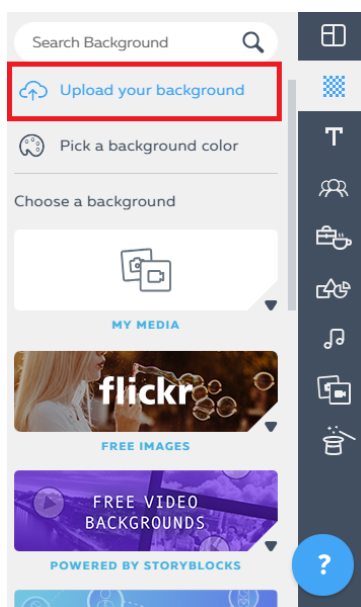 Search Background
Upload your background
Pick a background color
Choose a background
MY MEDIA
flickr
FREE IMAGES
FREE VIDEO
BACKGROUNDS
POWERED BY STORYBLOCKS
T
?